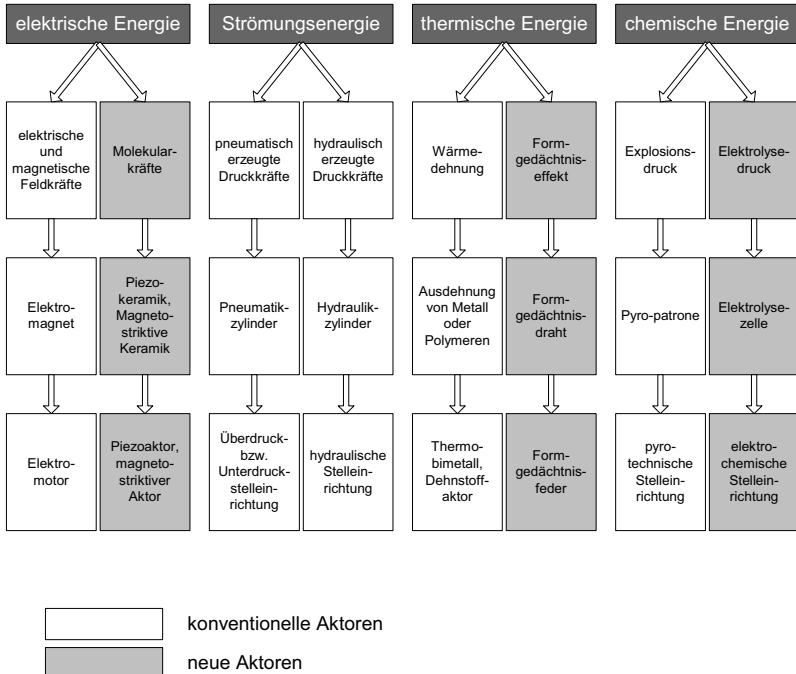 elektrische Energie
Strömungsenergie
thermische Energie
chemische Energie
elektrische
und
magnetische
Feldkräfte
Molekular-
kräfte
pneumatisch
erzeugte
Druckkräfte
hydraulisch
erzeugte
Druckkräfte
Wärme-
dehnung
Form-
gedächtnis-
effekt
Explosions-
druck
Elektrolyse-
druck
Elektro-
magnet
Piezo-
keramik,
Magneto-
striktive
Keramik
Pneumatik-
zylinder
Hydraulik-
zylinder
Ausdehnung
von Metall
oder
Polymeren
Form-
gedächtnis-
draht
Pyro-patrone
Elektrolyse-
zelle
Elektro-
motor
Piezoaktor,
magneto-
striktiver
Aktor
Überdruck-
bzw.
Unterdruck-
stellein-
richtung
hydraulische
Stellein-
richtung
Thermo-
bimetall,
Dehnstoff-
aktor
Form-
gedächtnis-
feder
pyro-
technische
Stellein-
richtung
elektro-
chemische
Stellein-
richtung
konventionelle Aktoren
neue Aktoren